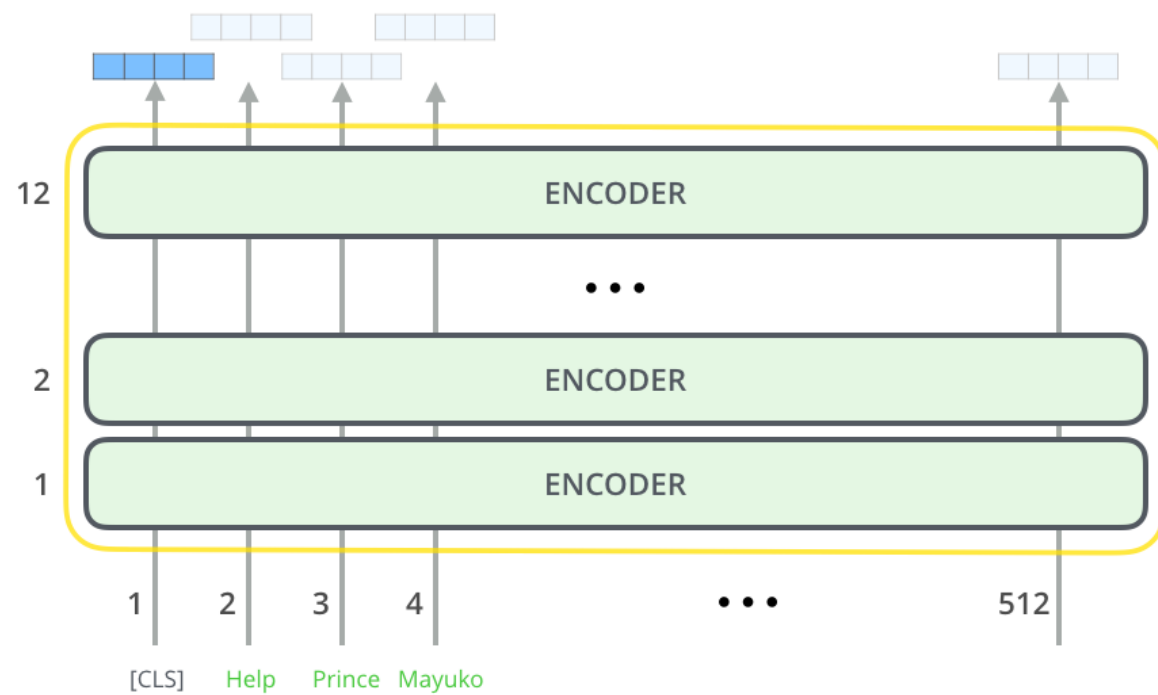 12 ENCODER
• • •
2 ENCODER
1 ENCODER
1 2 3 4 • • • 512
[CLS] Help Prince Mayuko